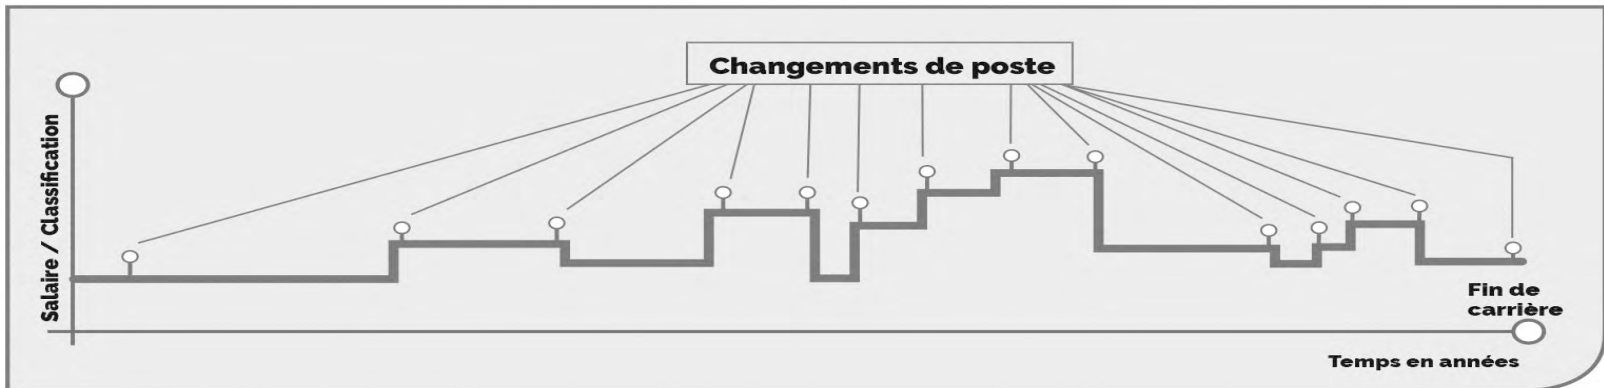 Changements de poste
Salaire / Classification
Fin de
carrière
Temps en années